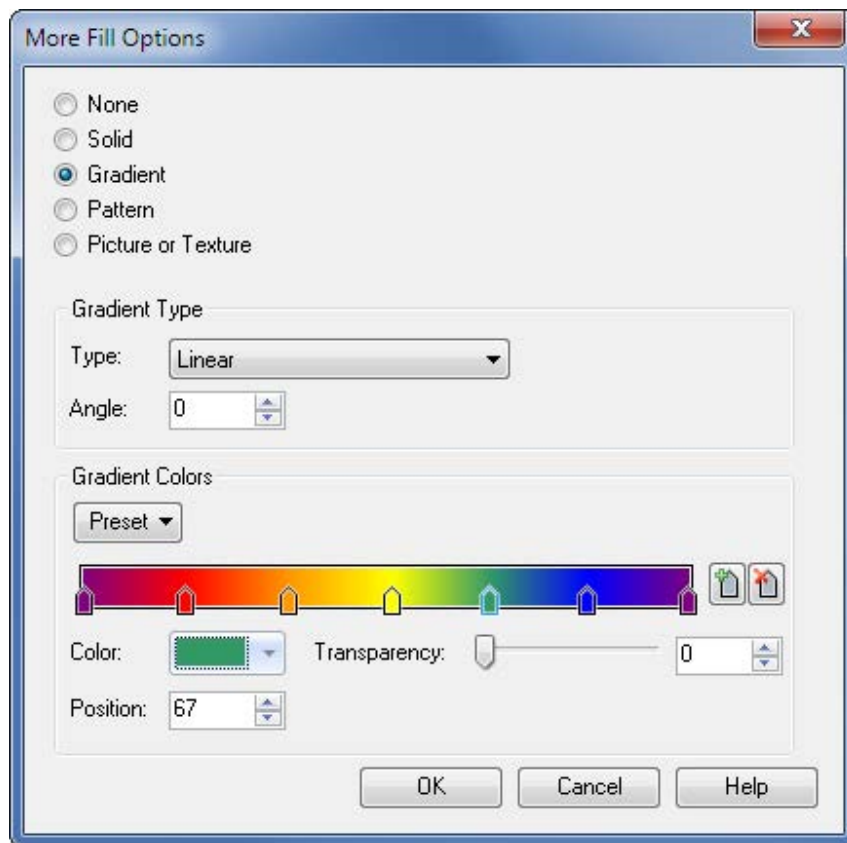 More Fill Options
None
Solid
Gradient
Pattern
Picture or Texture
Gradient Type
Type: Linear
Angle: 0
Gradient Colors
Preset
Color: Transparency: 0
Position: 67
OK Cancel Help